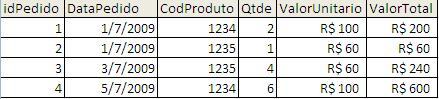 idPedido DataPedido CodProduto Qtde ValorUnitario ValorTotal
1 1/7/2009 1234 2 R$ 100 R$ 200
2 1/7/2009 1235 1 R$ 60 R$ 60
3 3/7/2009 1235 4 R$ 60 R$ 240
4 5/7/2009 1234 6 R$ 100 R$ 600